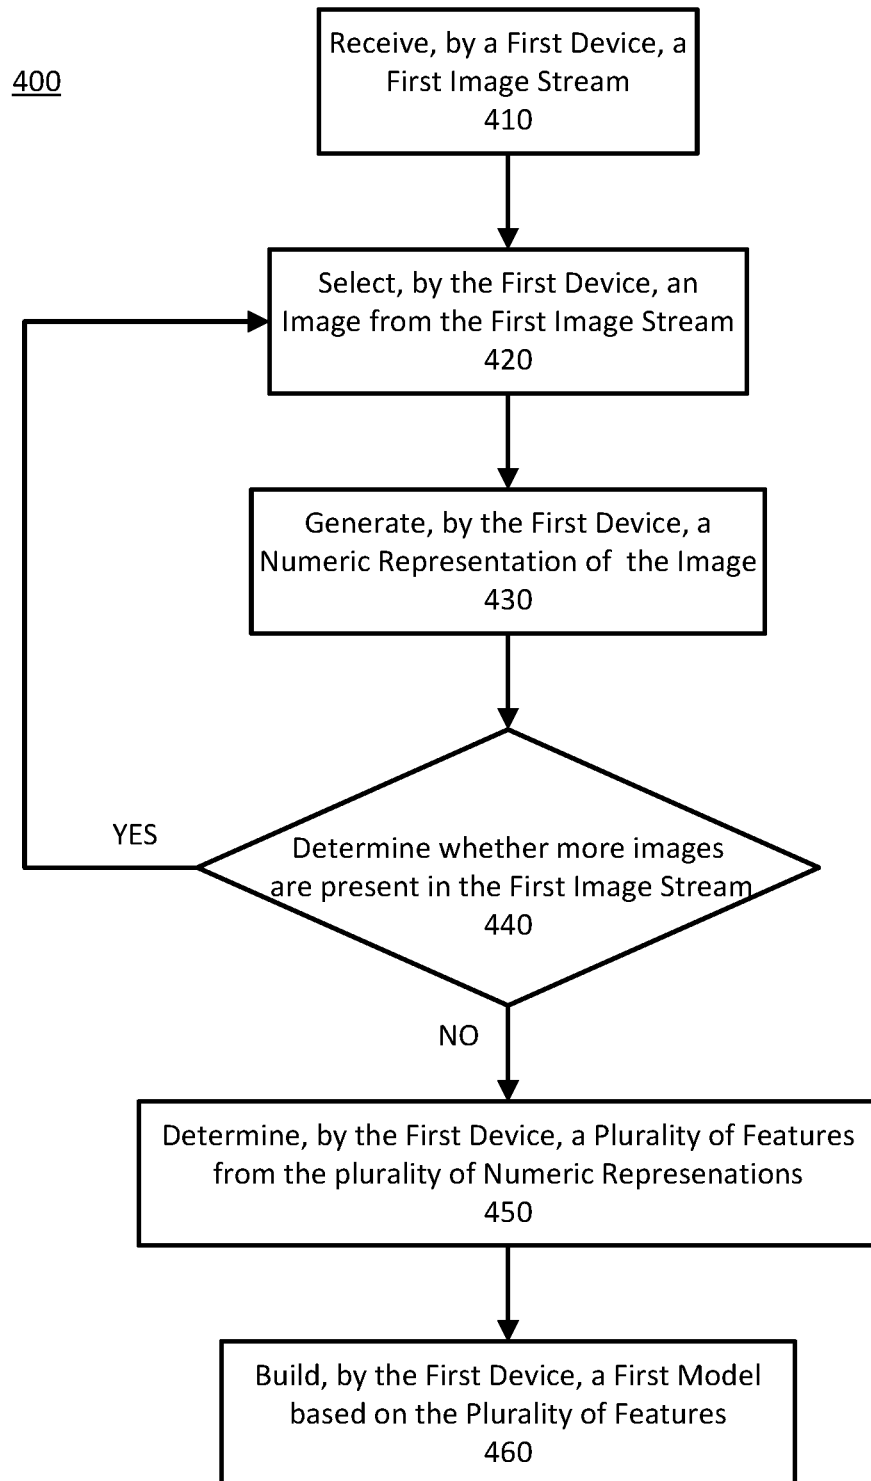 400
Receive, by a First Device, a
First Image Stream
410
Select, by the First Device, an
Image from the First Image Stream
420
Generate, by the First Device, a
Numeric Representation of the Image
430
YES
Determine whether more images
are present in the First Image Stream
440
NO
Determine, by the First Device, a Plurality of Features
from the plurality of Numeric Represenations
450
Build, by the First Device, a First Model
based on the Plurality of Features
460